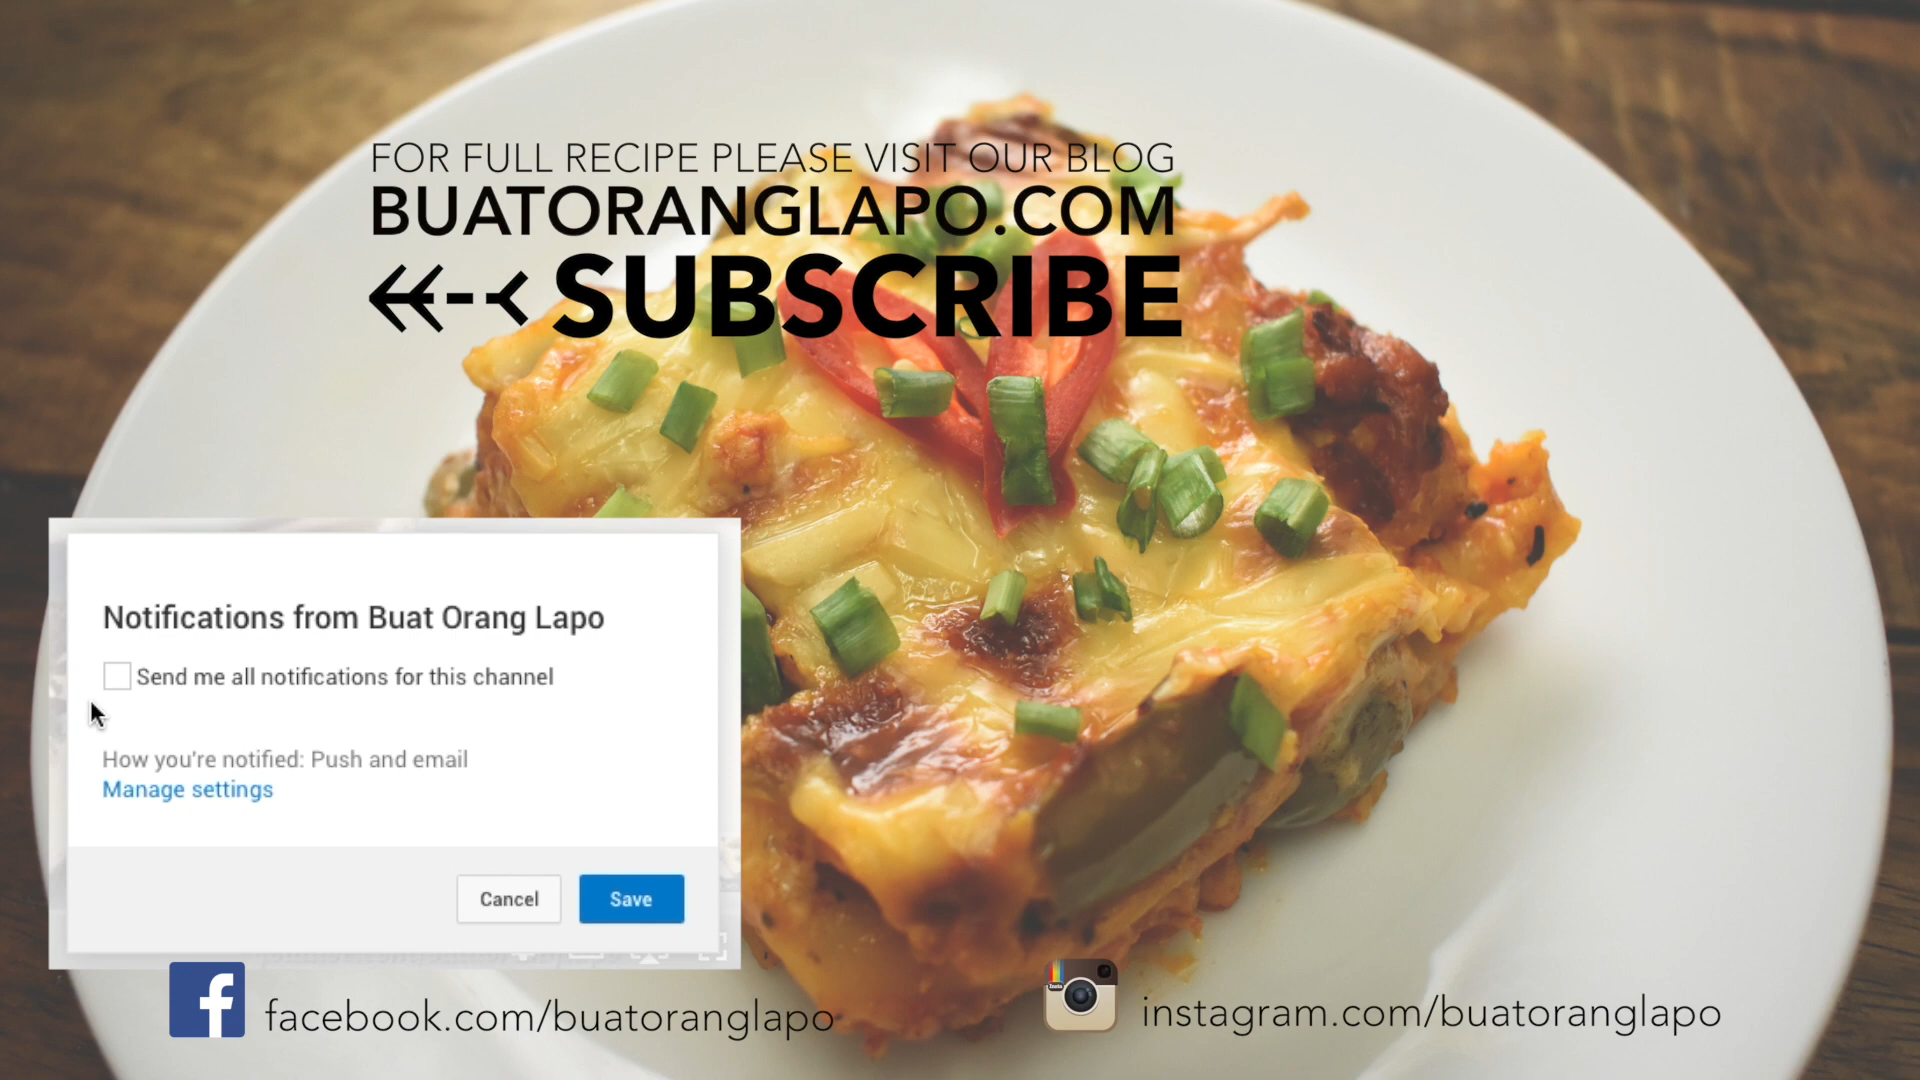 FOR FULL RECIPE PLEASE VISIT OUR BLOG
BUATORANGLAPO.COM
SUBSCRIBE
Notifications from Buat Orang Lapo
Send me all notifications for this channel
How you're notified: Push and email
Manage settings
Cancel
Save
facebook.com/buatoranglapo
instagram.com/buatoranglapo